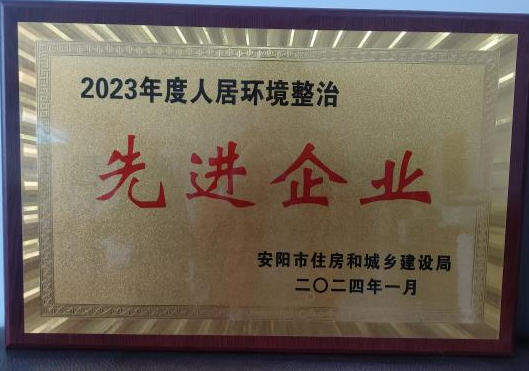 2023年度人居环境整治
先进企业
安阳市住房和城乡建设局
二〇二四年一月